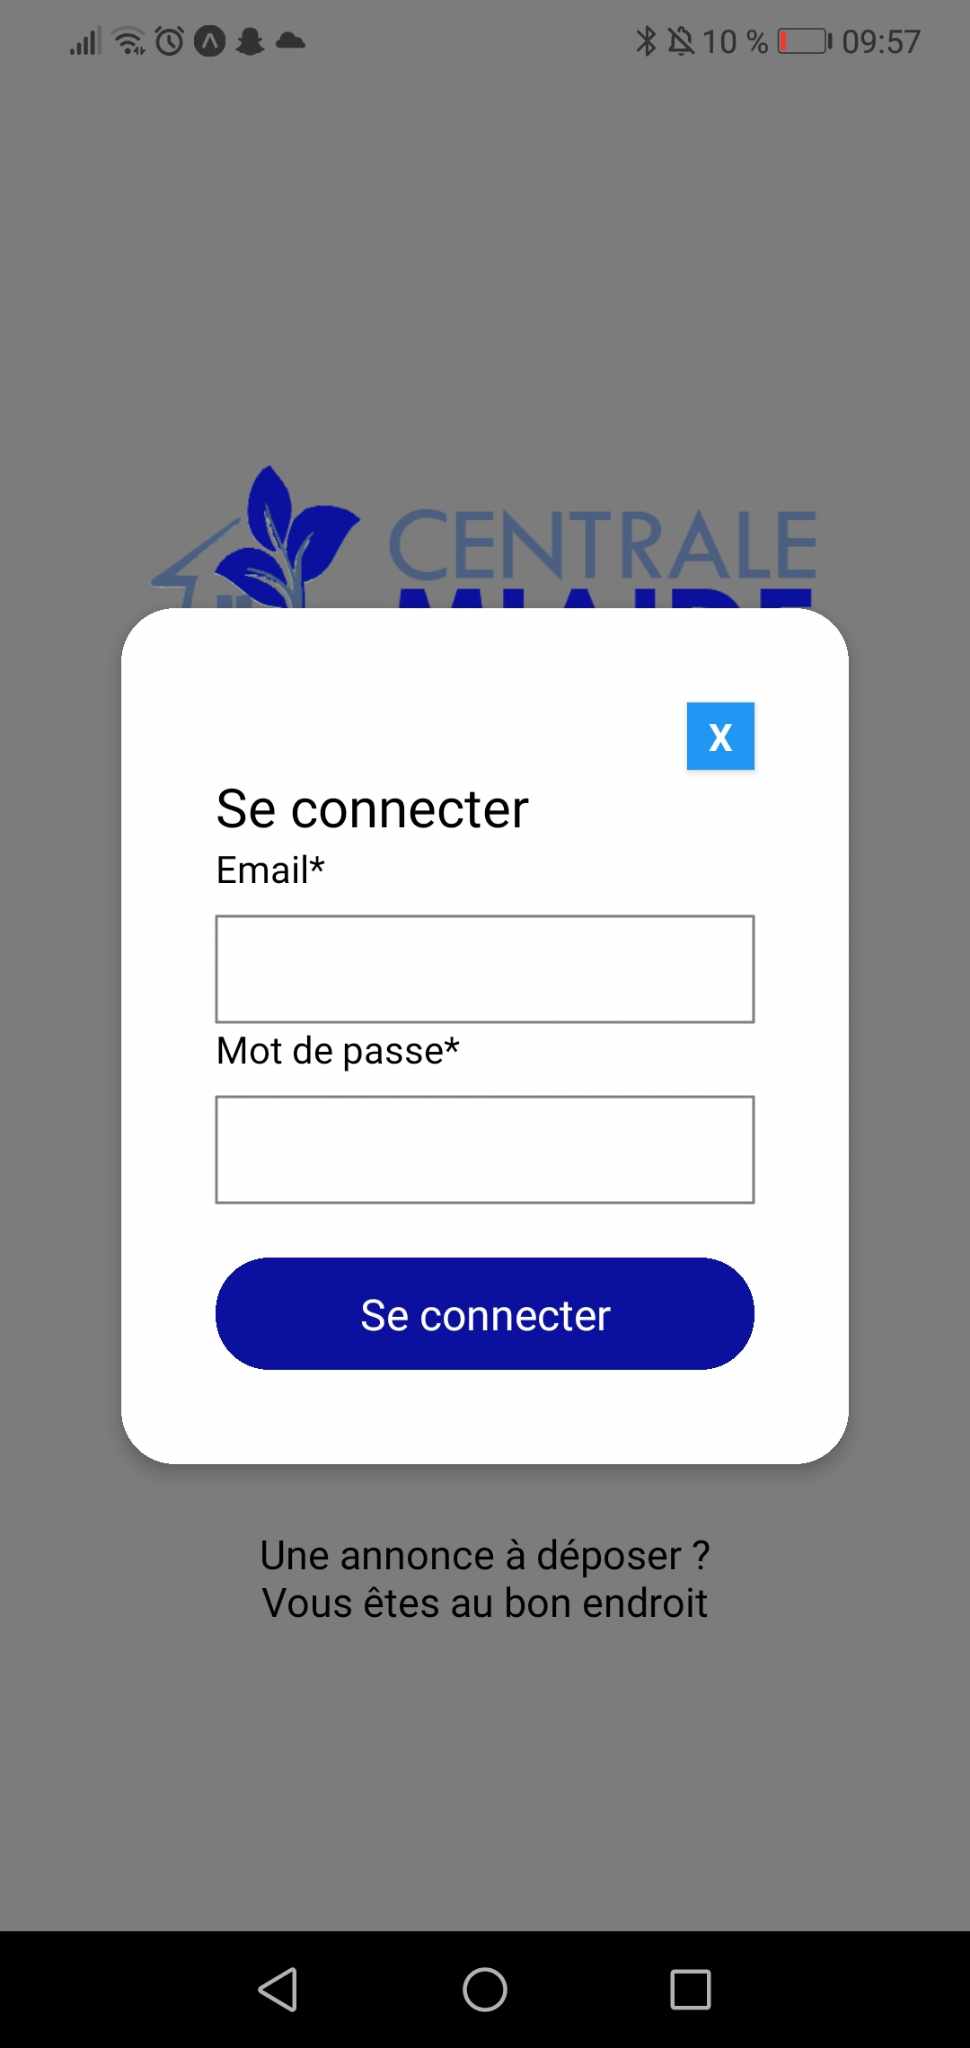 10 % 09:57
CENTRALE
X
Se connecter
Email*
Mot de passe*
Se connecter
Une annonce à déposer ?
Vous êtes au bon endroit